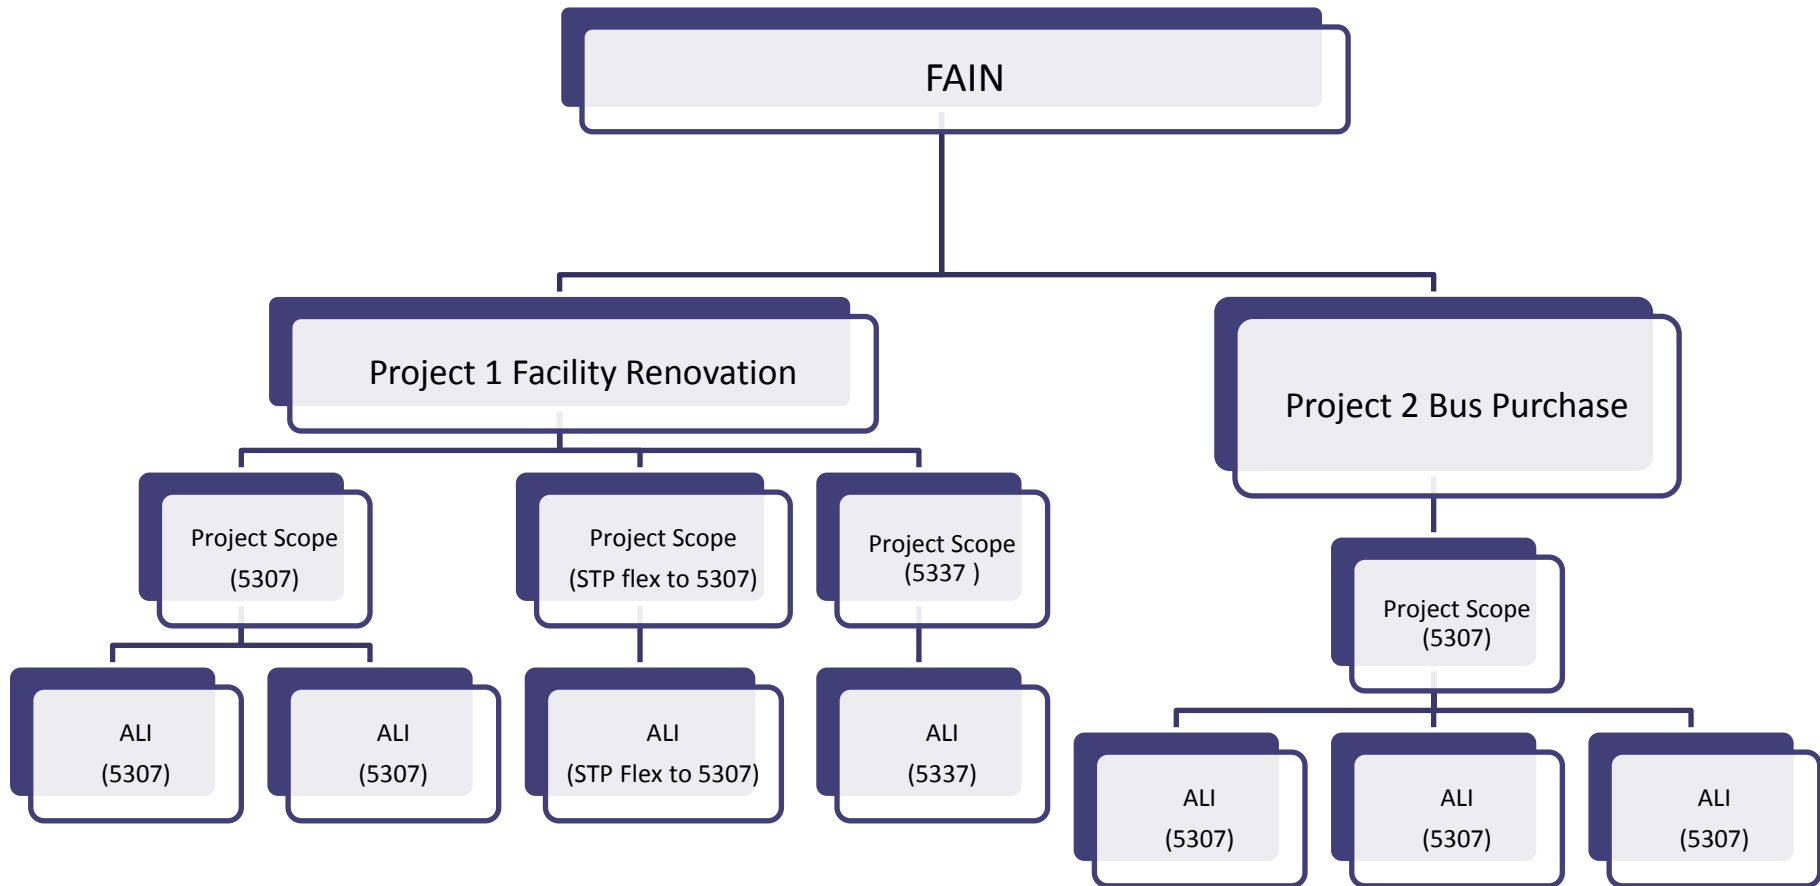 FAIN
Project 1 Facility Renovation
Project 2 Bus Purchase
Project Scope
(5307)
Project Scope
(STP flex to 5307)
Project Scope
(5337 )
Project Scope
(5307)
ALI
(5307)
ALI
(5307)
ALI
(STP Flex to 5307)
ALI
(5337)
ALI
(5307)
ALI
(5307)
ALI
(5307)